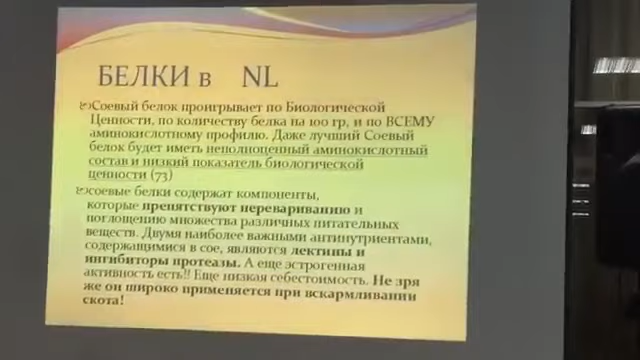 БЕЛКИ в NL
Соевый белок проигрывает по Биологической
Ценности, по количеству белка на 100 гр, и по ВСЕМУ
аминокислотному профилю. Даже лучший Соевый
белок будет иметь неполноценный аминокислотный
состав и низкий показатель биологической
ценности (73)
соевые белки содержат компоненты,
которые препятствуют перевариванию и
поглощению множества различных питательных
веществ. Двумя наиболее важными антинутриентами,
содержащимися в сое, являются лектины и
ингибиторы протеазы. А еще эстрогенная
активность есть!! Еще низкая себестоимость. Не зря
же он широко применяется при вскармливании
скота!